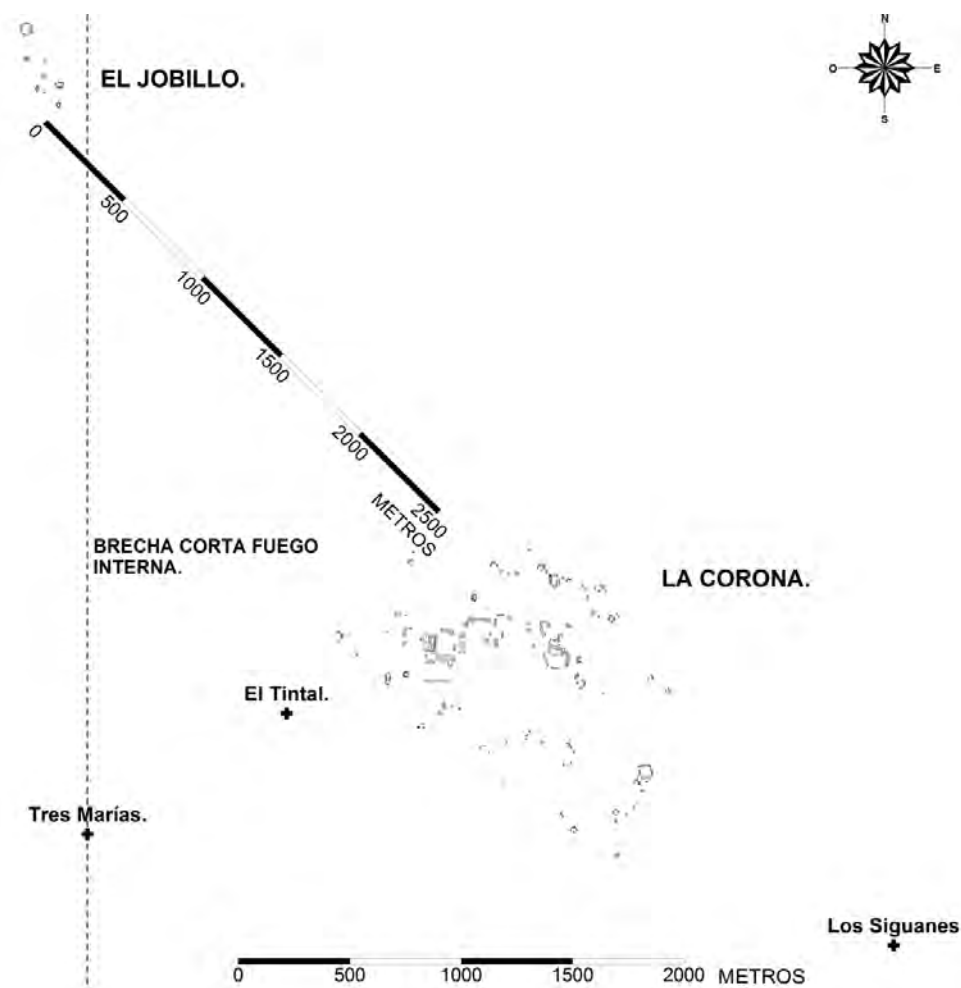 N
O
E
S
EL JOBILLO.
0
500
1000
1500
2000
2500
METROS
BRECHA CORTA FUEGO
INTERNA.
LA CORONA.
El Tintal.
Tres Marías.
Los Siguanes
0
500
1000
1500
2000
METROS